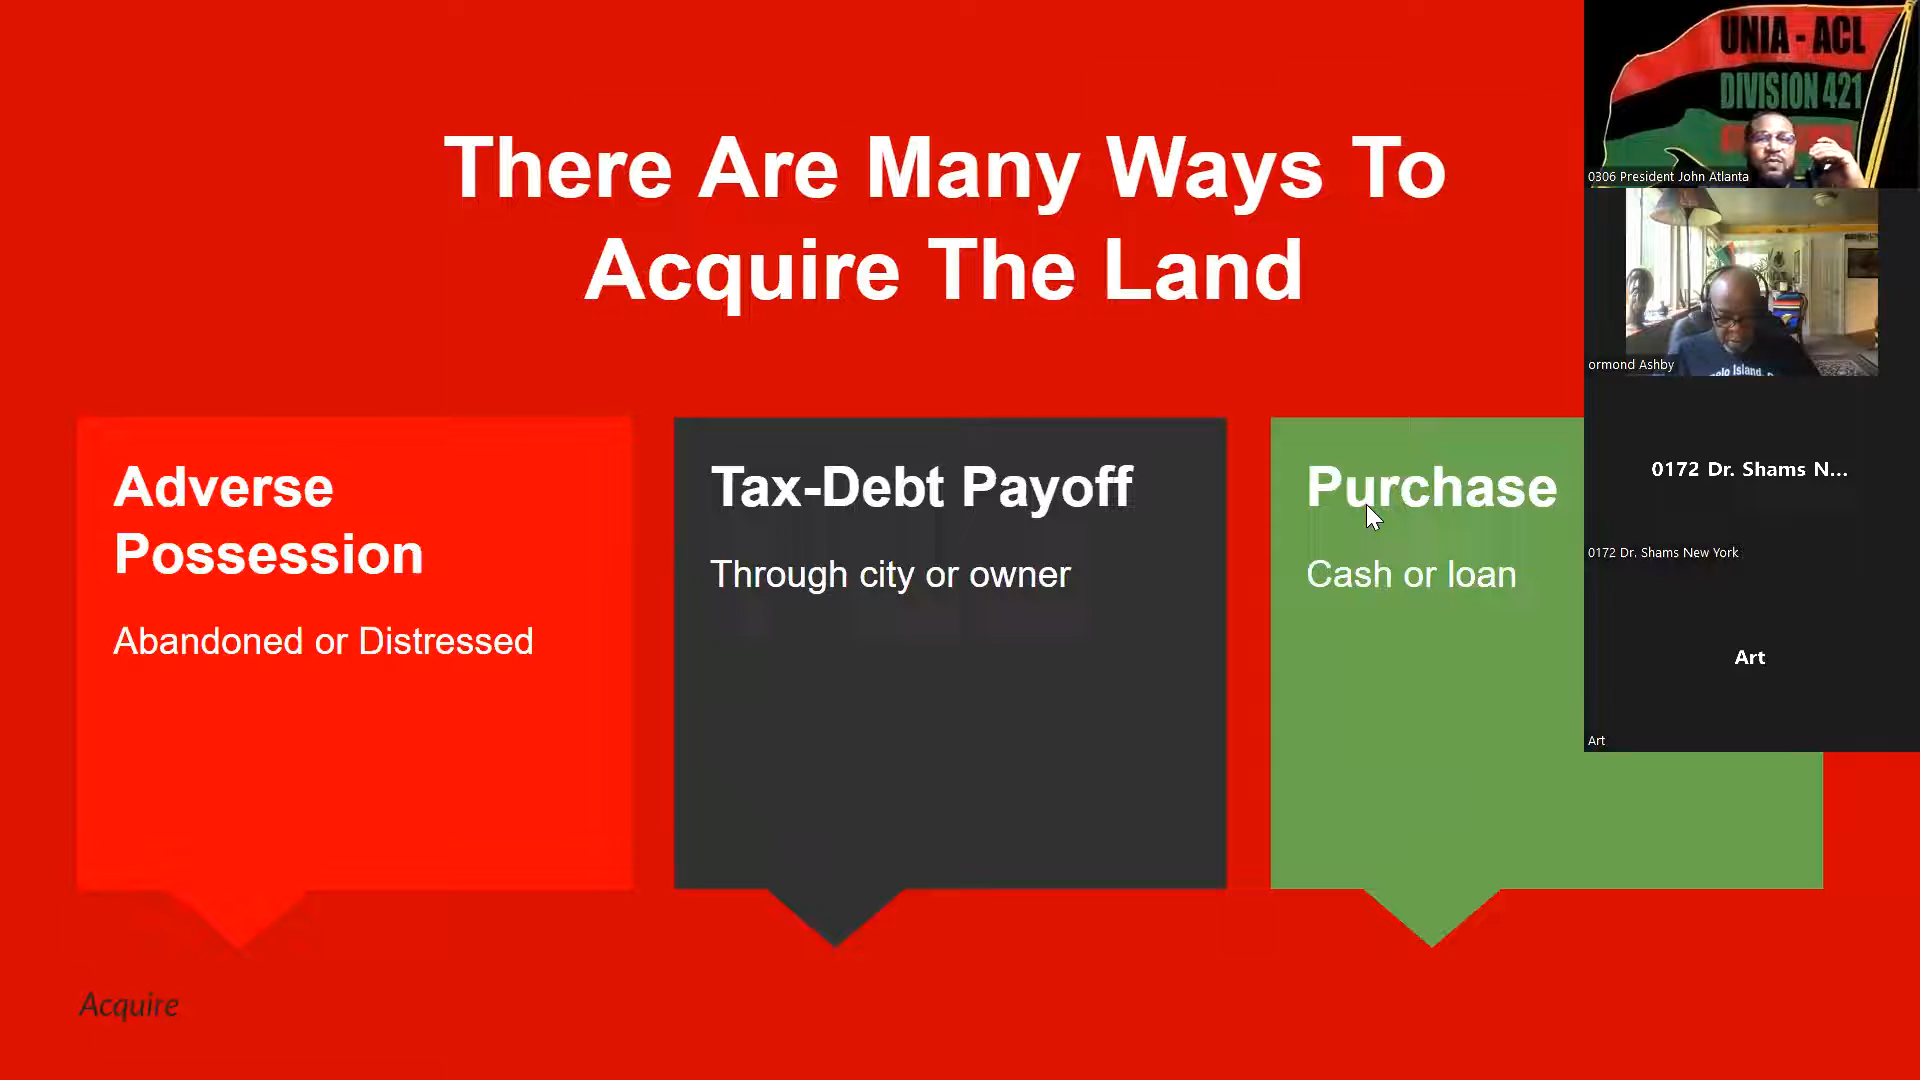 There Are Many Ways To
Acquire The Land
Adverse
Possession
Abandoned or Distressed
Tax-Debt Payoff
Through city or owner
Purchase
Cash or loan
Acquire
UNIA - ACL
DIVISION 421
0306 President John Atlanta
ormond Ashby
0172 Dr. Shams N...
0172 Dr. Shams New York
Art
Art